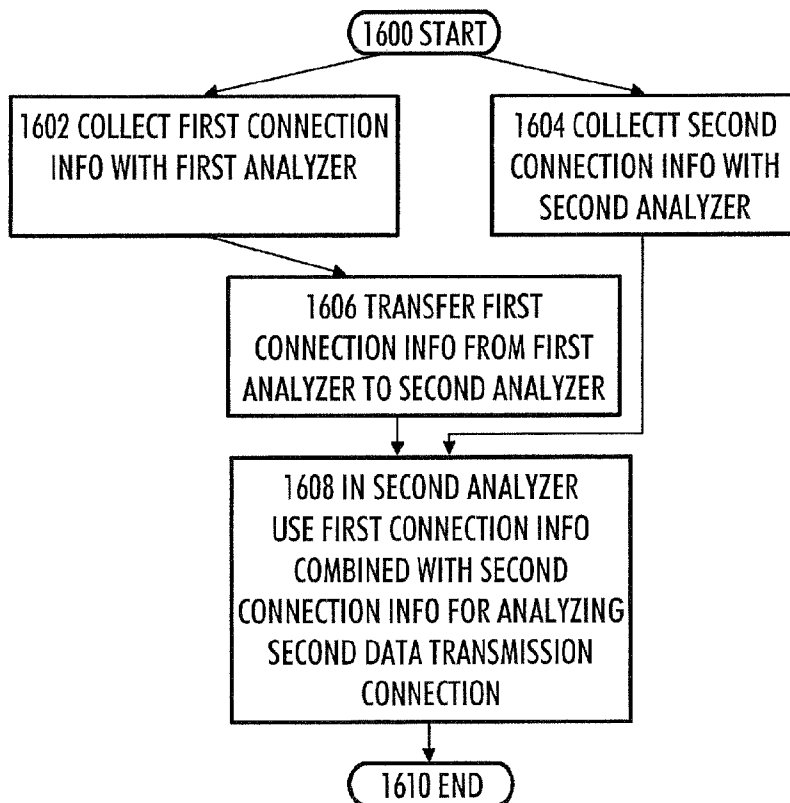 1600 START
1602 COLLECT FIRST CONNECTION
INFO WITH FIRST ANALYZER
1604 COLLECTT SECOND
CONNECTION INFO WITH
SECOND ANALYZER
1606 TRANSFER FIRST
CONNECTION INFO FROM FIRST
ANALYZER TO SECOND ANALYZER
1608 IN SECOND ANALYZER
USE FIRST CONNECTION INFO
COMBINED WITH SECOND
CONNECTION INFO FOR ANALYZING
SECOND DATA TRANSMISSION
CONNECTION
1610 END